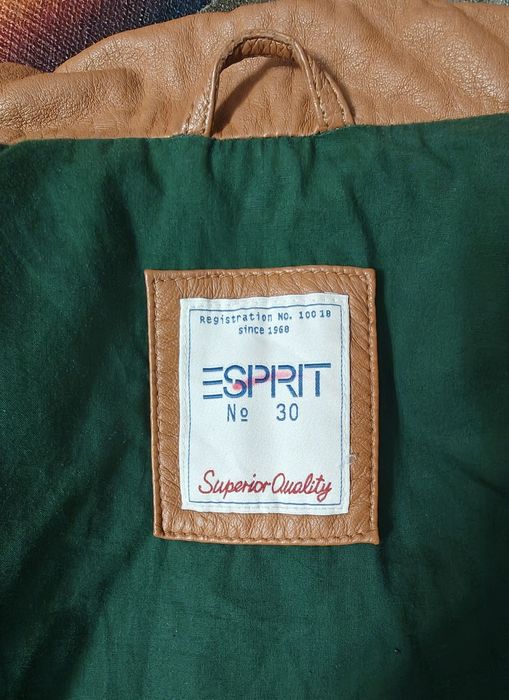 Registration No. 100 18
since 1968
ESPRIT
№ 30
Superior Quality